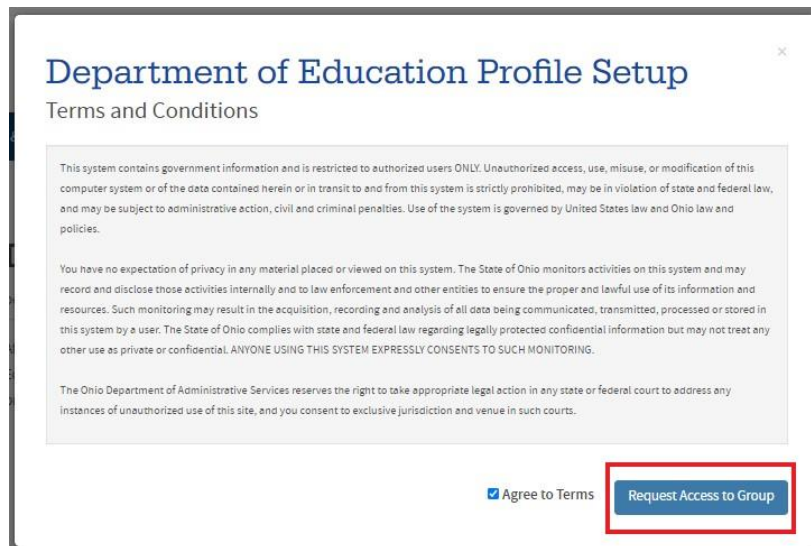 ×
Department of Education Profile Setup
Terms and Conditions
This system contains government information and is restricted to authorized users ONLY. Unauthorized access, use, misuse, or modification of this
computer system or of the data contained herein or in transit to and from this system is strictly prohibited, may be in violation of state and federal law,
and may be subject to administrative action, civil and criminal penalties. Use of the system is governed by United States law and Ohio law and
policies.
You have no expectation of privacy in any material placed or viewed on this system. The State of Ohio monitors activities on this system and may
record and disclose those activities internally and to law enforcement and other entities to ensure the proper and lawful use of its information and
resources. Such monitoring may result in the acquisition, recording and analysis of all data being communicated, transmitted, processed or stored in
this system by a user. The State of Ohio complies with state and federal law regarding legally protected confidential information but may not treat any
other use as private or confidential. ANYONE USING THIS SYSTEM EXPRESSLY CONSENTS TO SUCH MONITORING.
The Ohio Department of Administrative Services reserves the right to take appropriate legal action in any state or federal court to address any
instances of unauthorized use of this site, and you consent to exclusive jurisdiction and venue in such courts.
Agree to Terms Request Access to Group